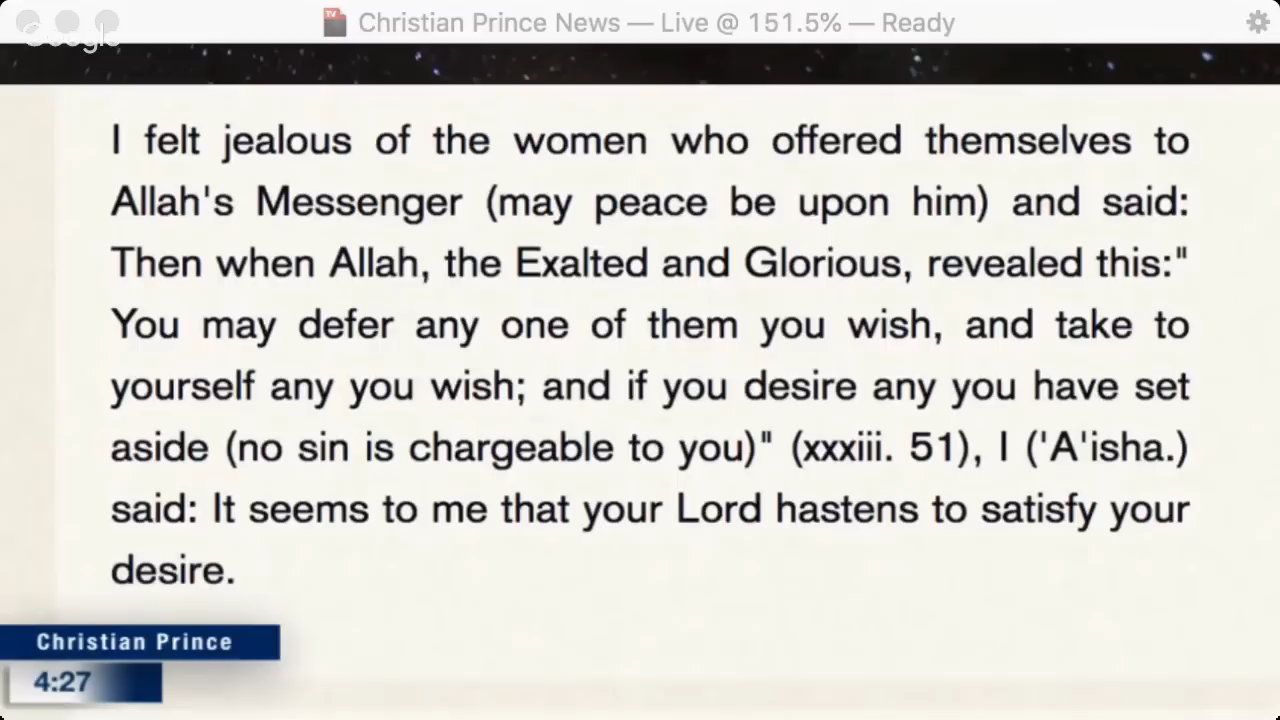 TV
Christian Prince News — Live @ 151.5% — Ready
Google
I felt jealous of the women who offered themselves to
Allah's Messenger (may peace be upon him) and said:
Then when Allah, the Exalted and Glorious, revealed this:"
You may defer any one of them you wish, and take to
yourself any you wish; and if you desire any you have set
aside (no sin is chargeable to you)" (xxxiii. 51), I ('A'isha.)
said: It seems to me that your Lord hastens to satisfy your
desire.
Christian Prince
4:27